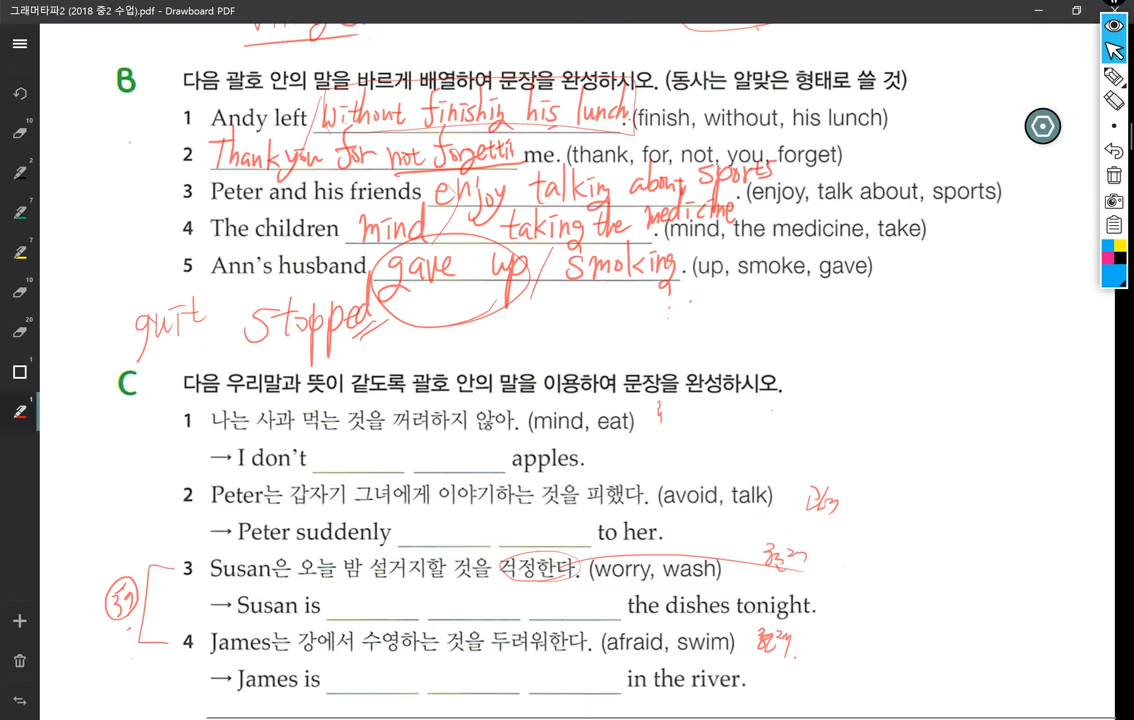 그래머타파2 (2018 중2 수업).pdf - Drawboard PDF
B 다음 괄호 안의 말을 바르게 배열하여 문장을 완성하시오. (동사는 알맞은 형태로 쓸 것)
1 Andy left without finishing his lunch. (finish, without, his lunch)
2 Thank you for not forgetti me. (thank, for, not, you, forget)
3 Peter and his friends enjoy talking about sports. (enjoy, talk about, sports)
4 The children mind taking the medicine. (mind, the medicine, take)
5 Ann's husband gave up smoking. (up, smoke, gave)
quit stopped
C 다음 우리말과 뜻이 같도록 괄호 안의 말을 이용하여 문장을 완성하시오.
1 나는 사과 먹는 것을 꺼려하지 않아. (mind, eat)
→ I don't apples.
2 Peter는 갑자기 그녀에게 이야기하는 것을 피했다. (avoid, talk)
→ Peter suddenly to her.
3 Susan은 오늘 밤 설거지할 것을 걱정한다. (worry, wash)
→ Susan is the dishes tonight.
4 James는 강에서 수영하는 것을 두려워한다. (afraid, swim)
→ James is in the river.